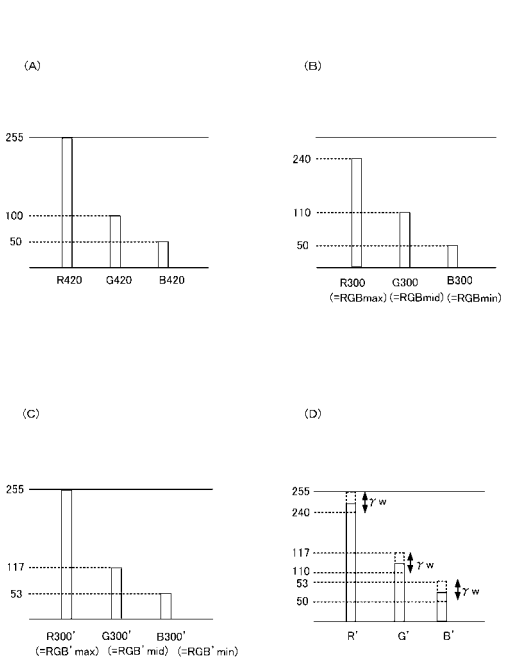 (A)
255
100
50
R420 G420 B420
(B)
240
110
50
R300 G300 B300
(=RGBmax) (=RGBmid) (=RGBmin)
(C)
255
117
53
R300' G300' B300'
(=RGB'max) (=RGB'mid) (=RGB'min)
(D)
255
γw
240
117
γw
110
53
γw
50
R' G' B'